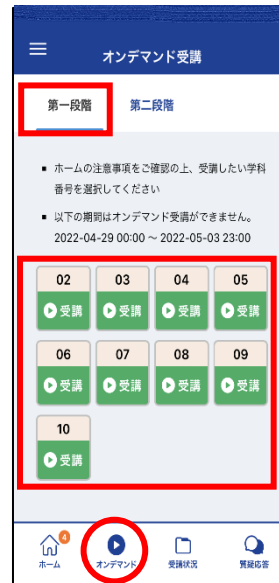 オンデマンド受講
第一段階 第二段階
■ ホームの注意事項をご確認の上、受講したい学科
番号を選択してください
■ 以下の期間はオンデマンド受講ができません。
2022-04-29 00:00 ~ 2022-05-03 23:00
02 03 04 05
受講 受講 受講 受講
06 07 08 09
受講 受講 受講 受講
10
受講
4
ホーム オンデマンド 受講状況 質疑応答